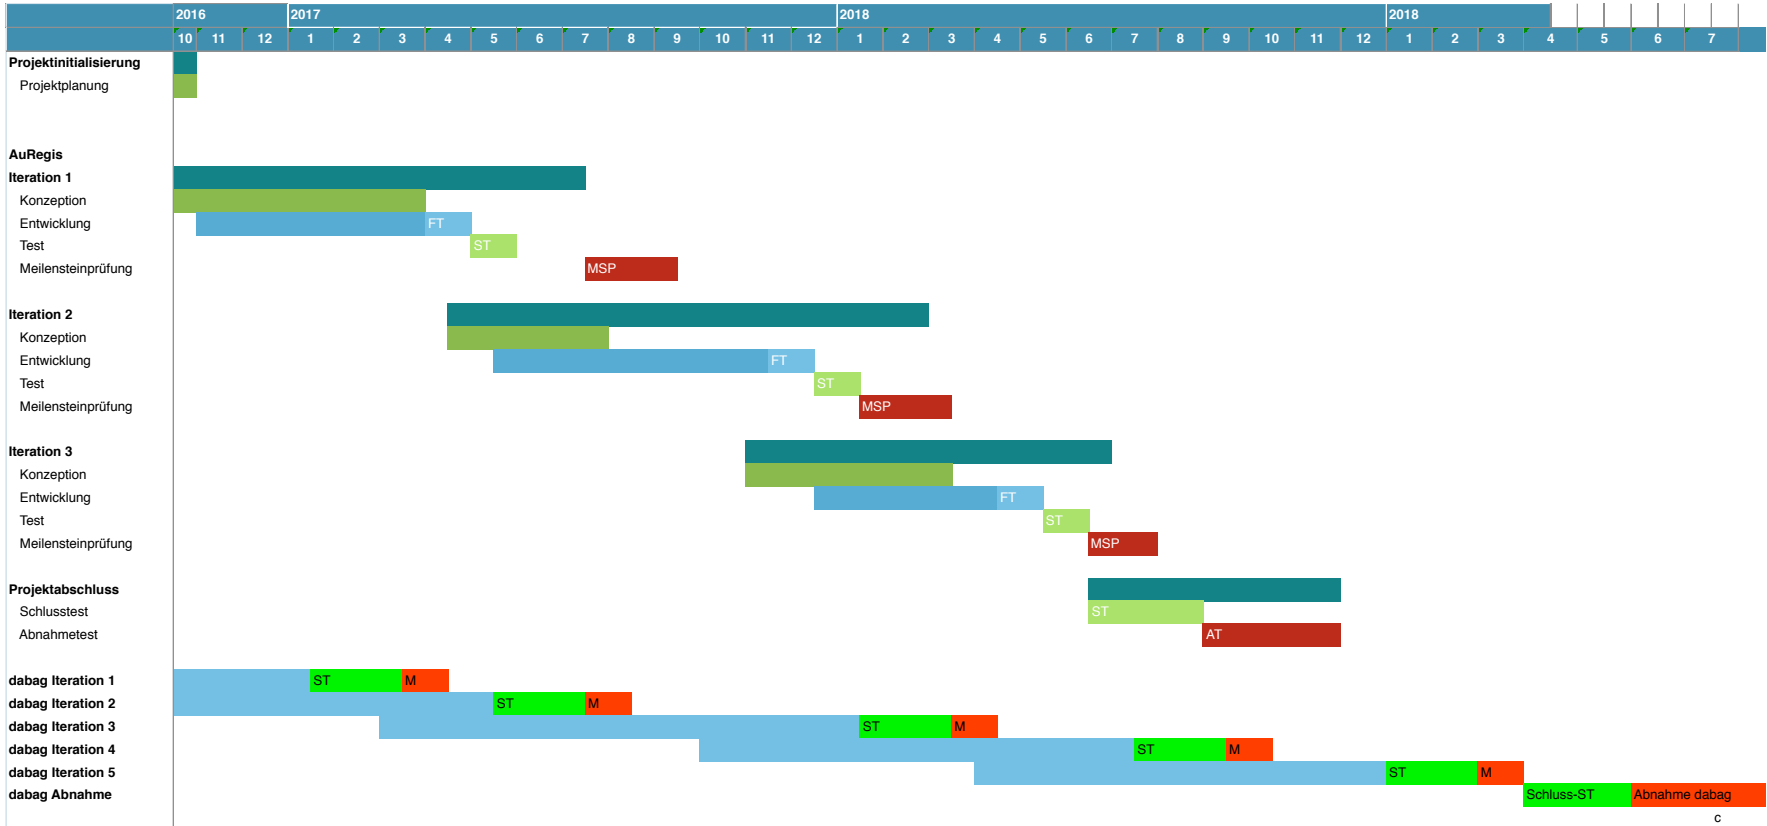 2016 2017 2018 2018
10 11 12 1 2 3 4 5 6 7 8 9 10 11 12 1 2 3 4 5 6 7 8 9 10 11 12 1 2 3 4 5 6 7
Projektinitialisierung
Projektplanung
AuRegis
Iteration 1
Konzeption
Entwicklung FT
Test ST
Meilensteinprüfung MSP
Iteration 2
Konzeption
Entwicklung FT
Test ST
Meilensteinprüfung MSP
Iteration 3
Konzeption
Entwicklung FT
Test ST
Meilensteinprüfung MSP
Projektabschluss
Schlusstest ST
Abnahmetest AT
dabag Iteration 1 ST M
dabag Iteration 2 ST M
dabag Iteration 3 ST M
dabag Iteration 4 ST M
dabag Iteration 5 ST M
dabag Abnahme Schluss-ST Abnahme dabag
c